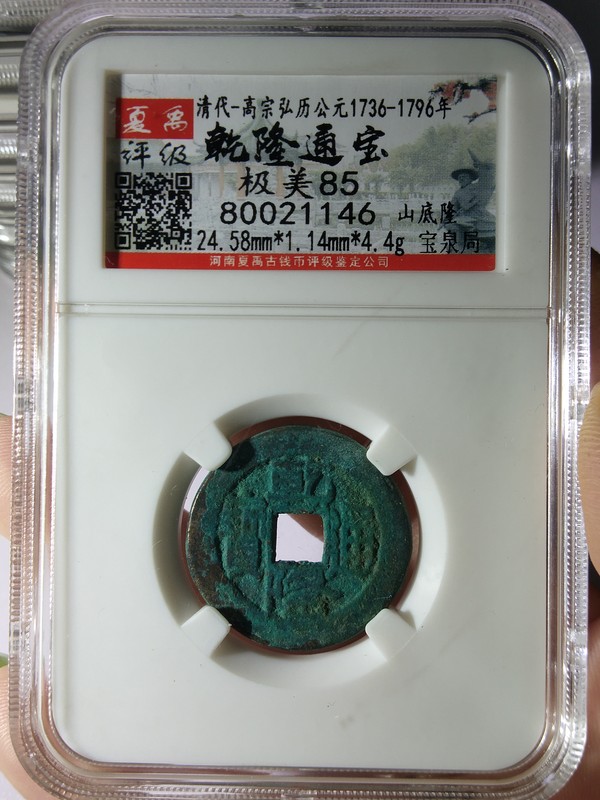 夏禹
评级
清代-高宗弘历公元1736-1796年
乾隆通宝
极美85
80021146 山底隆
24.58mm*1.14mm*4.4g 宝泉局
河南夏禹古钱币评级鉴定公司